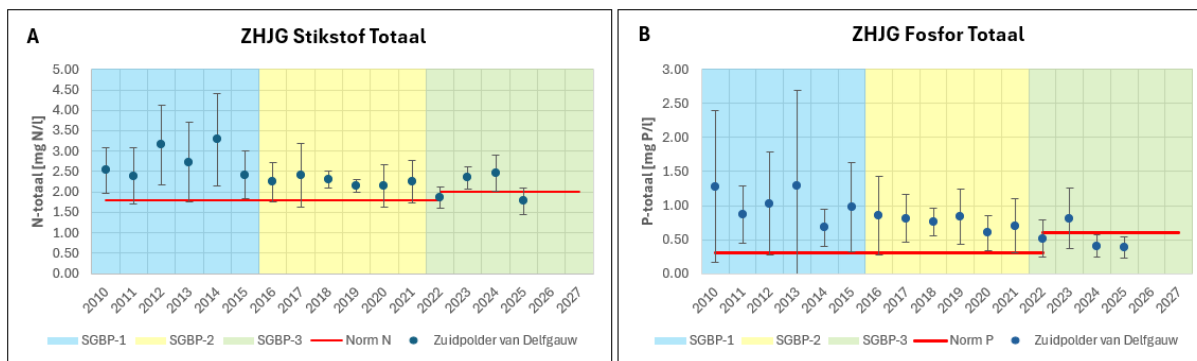 A
ZHJG Stikstof Totaal
N-totaal [mg N/l]
5.00
4.50
4.00
3.50
3.00
2.50
2.00
1.50
1.00
0.50
0.00
2010 2011 2012 2013 2014 2015 2016 2017 2018 2019 2020 2021 2022 2023 2024 2025 2026 2027
SGBP-1 SGBP-2 SGBP-3 Norm N Zuidpolder van Delfgauw
B
ZHJG Fosfor Totaal
P-totaal [mg P/l]
3.00
2.50
2.00
1.50
1.00
0.50
0.00
2010 2011 2012 2013 2014 2015 2016 2017 2018 2019 2020 2021 2022 2023 2024 2025 2026 2027
SGBP-1 SGBP-2 SGBP-3 Norm P Zuidpolder van Delfgauw